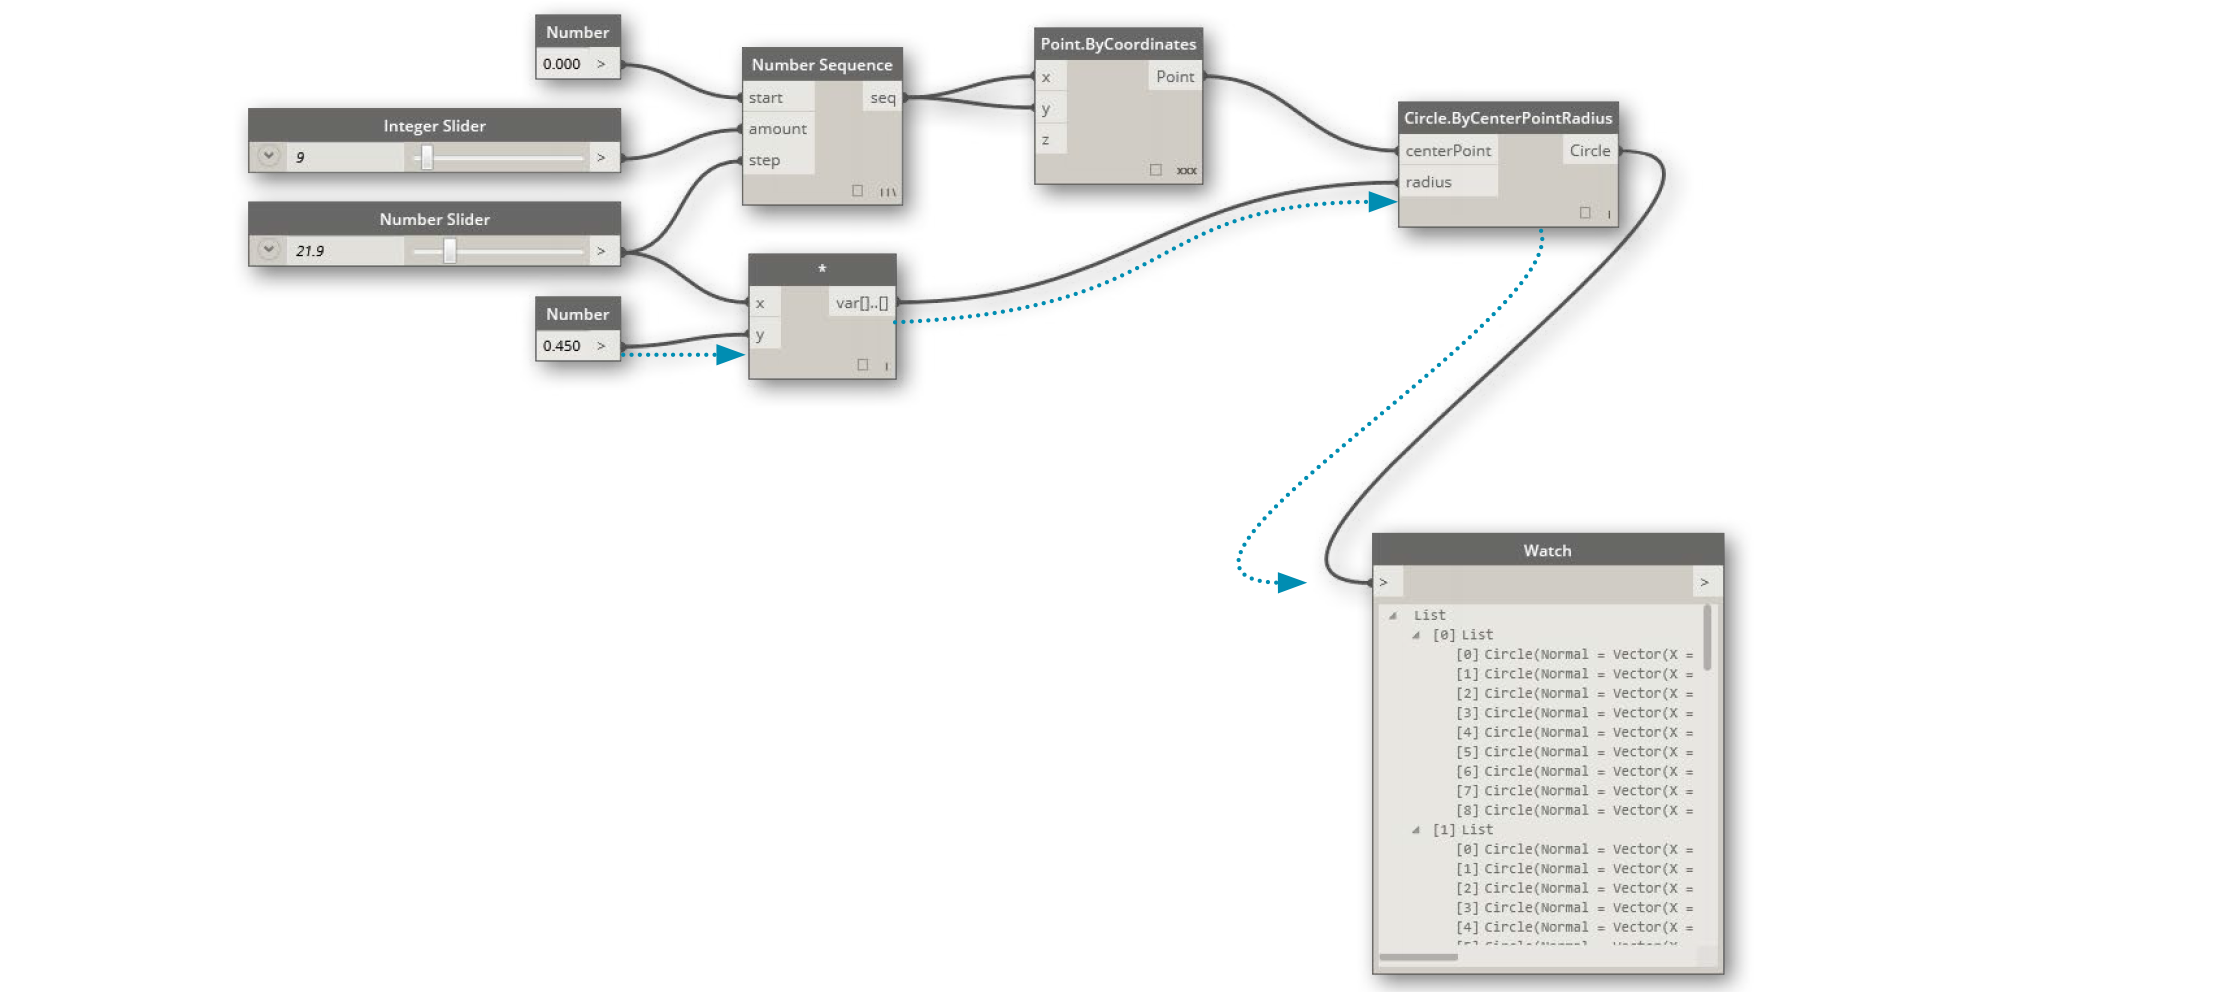 Number
0.000 >
Integer Slider
9 >
Number Slider
21.9 >
Number
0.450 >
Number Sequence
start seq
amount
step
| | \
*
x var[]..[]
y
|
Point.ByCoordinates
x Point
y
z
xxx
Circle.ByCenterPointRadius
centerPoint Circle
radius
|
Watch
> >
List
[0] List
[0] Circle(Normal = Vector(X =
[1] Circle(Normal = Vector(X =
[2] Circle(Normal = Vector(X =
[3] Circle(Normal = Vector(X =
[4] Circle(Normal = Vector(X =
[5] Circle(Normal = Vector(X =
[6] Circle(Normal = Vector(X =
[7] Circle(Normal = Vector(X =
[8] Circle(Normal = Vector(X =
[1] List
[0] Circle(Normal = Vector(X =
[1] Circle(Normal = Vector(X =
[2] Circle(Normal = Vector(X =
[3] Circle(Normal = Vector(X =
[4] Circle(Normal = Vector(X =